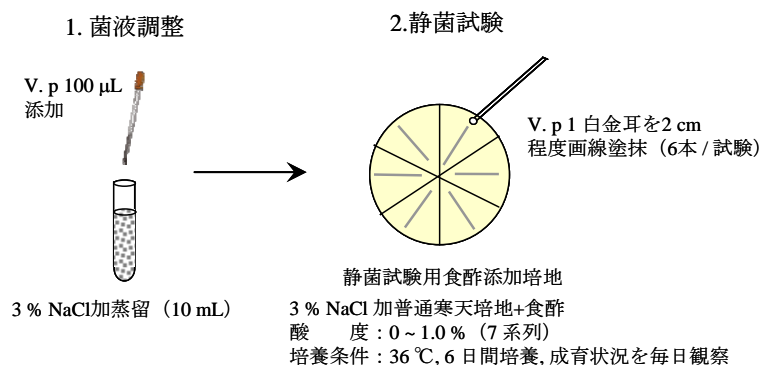 1. 菌液調整
V. p 100 μL
添加
3 % NaCl加蒸留（10 mL）
2.静菌試験
V. p 1 白金耳を2 cm
程度画線塗抹（6本 / 試験）
静菌試験用食酢添加培地
3 % NaCl 加普通寒天培地+食酢
酸　　度：0 ~ 1.0 %（7 系列）
培養条件：36 ℃, 6 日間培養, 成育状況を毎日観察